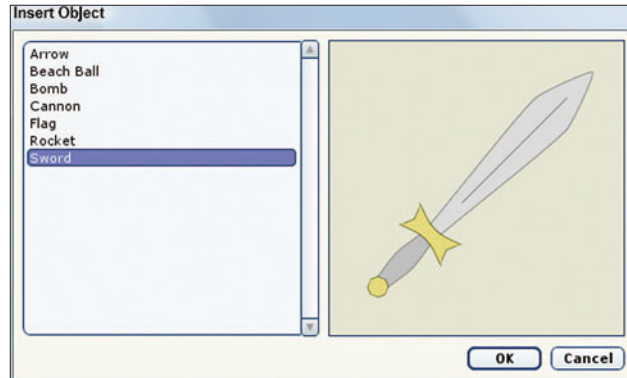 Insert Object
Arrow
Beach Ball
Bomb
Cannon
Flag
Rocket
Sword
OK
Cancel